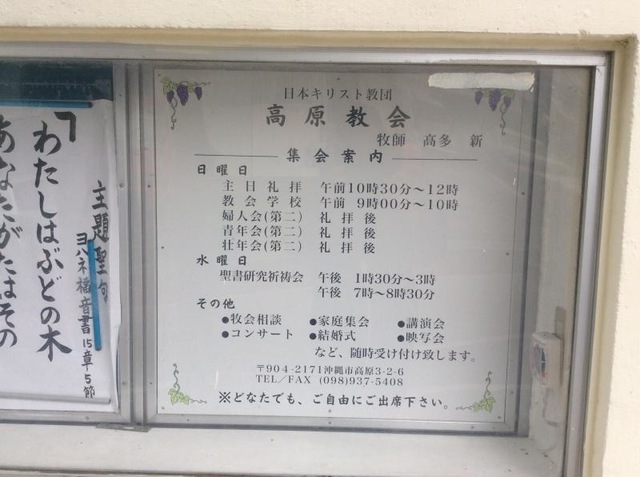 日本キリスト教団
高原教会
牧師 高多 新
集会案内
日曜日
主日礼拝 午前10時30分～12時
教会学校 午前 9時00分～10時
婦人会(第二) 礼拝後
青年会(第二) 礼拝後
壮年会(第二) 礼拝後
水曜日
聖書研究祈祷会 午後 1時30分～3時
午後 7時～8時30分
その他
●牧会相談 ●家庭集会 ●講演会
●コンサート ●結婚式 ●映写会
など、随時受け付け致します。
〒904-2171沖縄市高原3-2-6
TEL／FAX (098)937-5408
※どなたでも、ご自由にご出席下さい。
主題聖句
ヨハネ福音書15章5節
「わたしはぶどの木
あなたがたはその